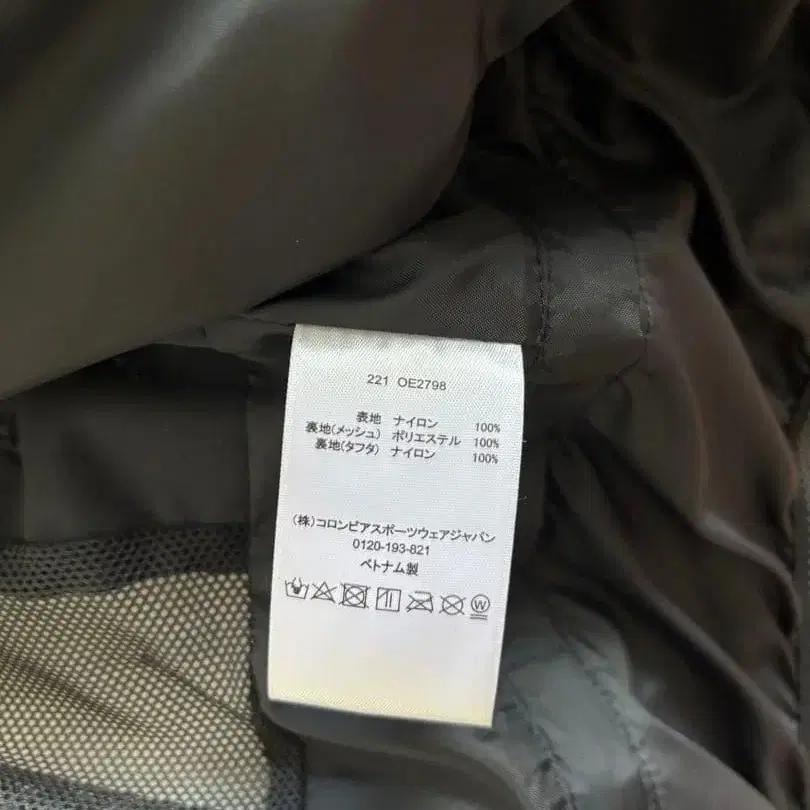 221 OE2798
表地 ナイロン 100%
裏地(メッシュ) ポリエステル 100%
裏地(タフタ) ナイロン 100%
(株)コロンビアスポーツウェアジャパン
0120-193-821
ベトナム製
W